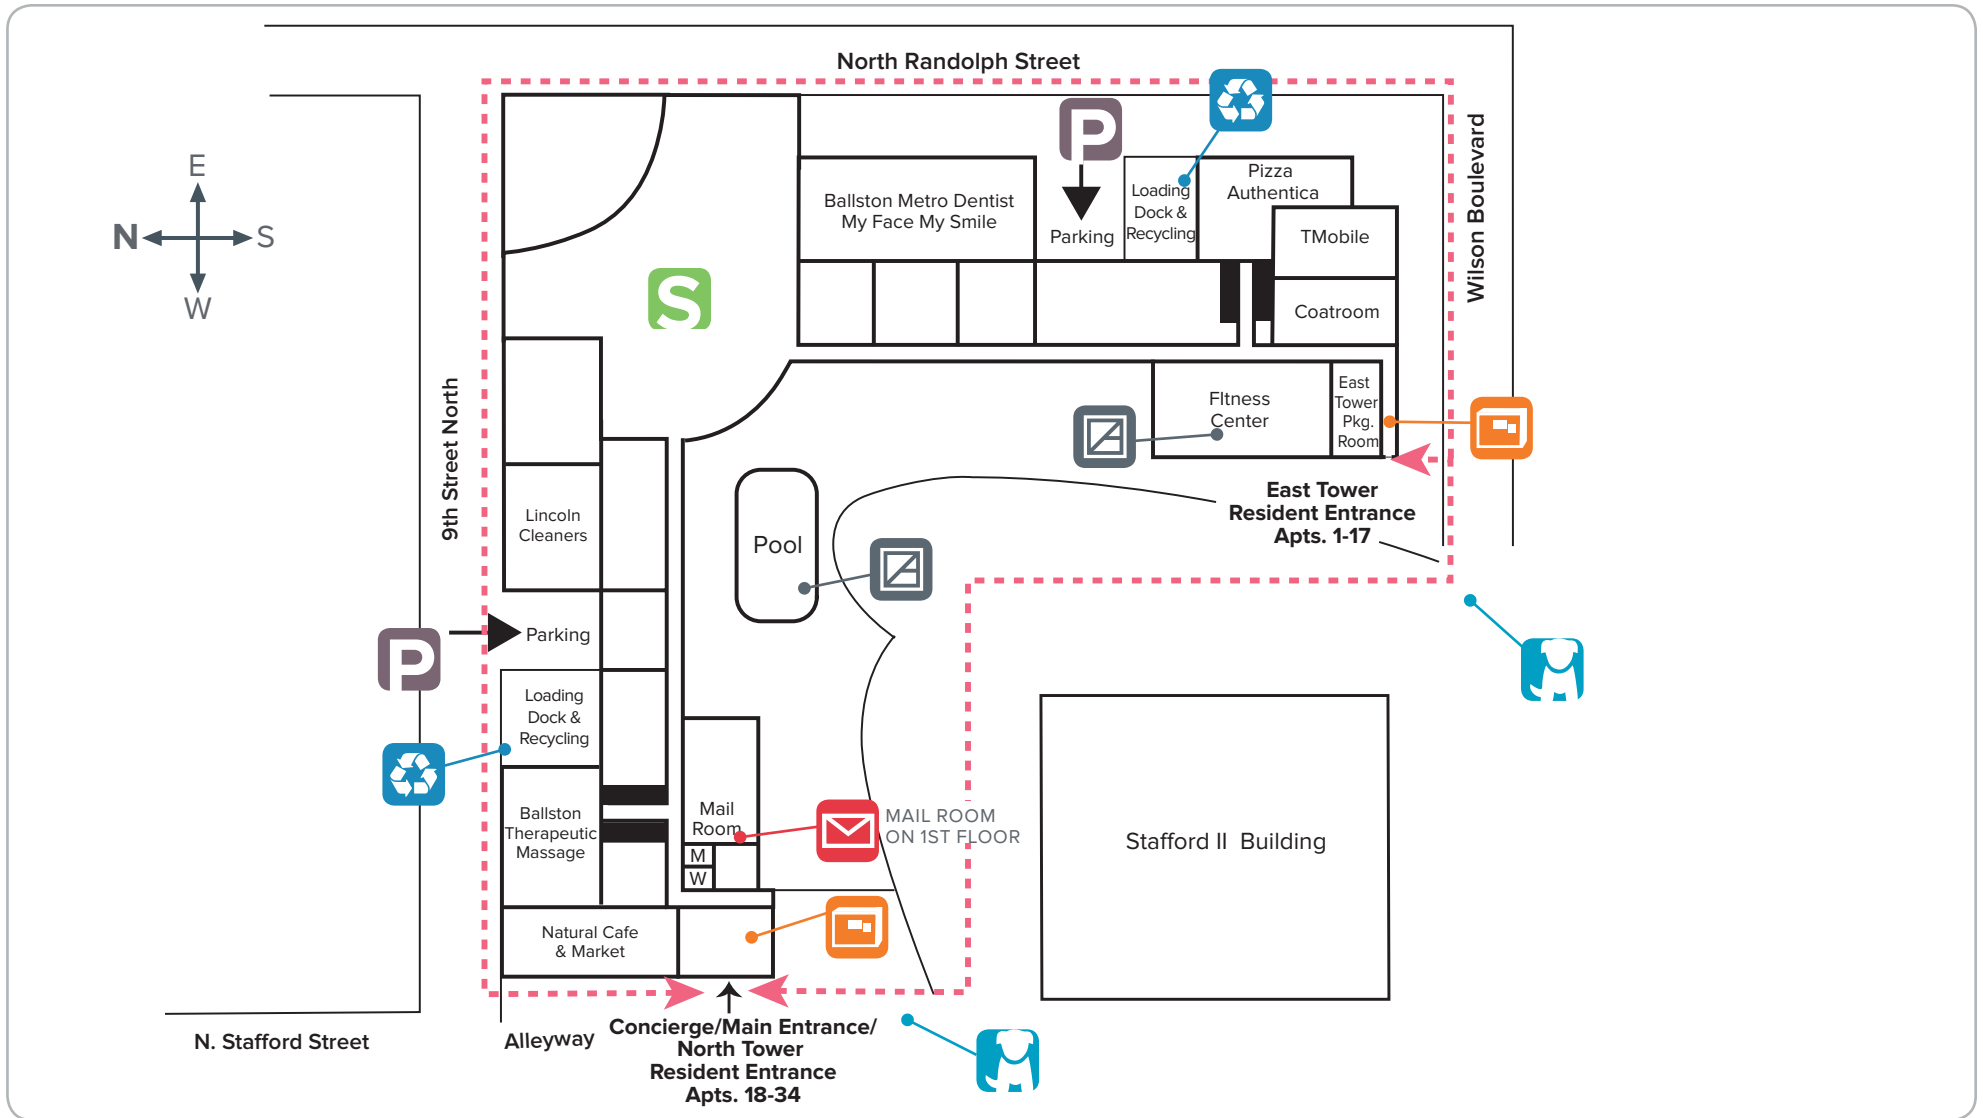 North Randolph Street
E
N
S
W
P
Ballston Metro Dentist
My Face My Smile
Parking
Loading
Dock &
Recycling
Pizza
Authentica
TMobile
Coatroom
Wilson Boulevard
S
9th Street North
FItness
Center
East
Tower
Pkg.
Room
East Tower
Resident Entrance
Apts. 1-17
Lincoln
Cleaners
Pool
P
Parking
Loading
Dock &
Recycling
Ballston
Therapeutic
Massage
Mail
Room
MAIL ROOM
ON 1ST FLOOR
M
W
Stafford II Building
Natural Cafe
& Market
N. Stafford Street
Alleyway
Concierge/Main Entrance/
North Tower
Resident Entrance
Apts. 18-34